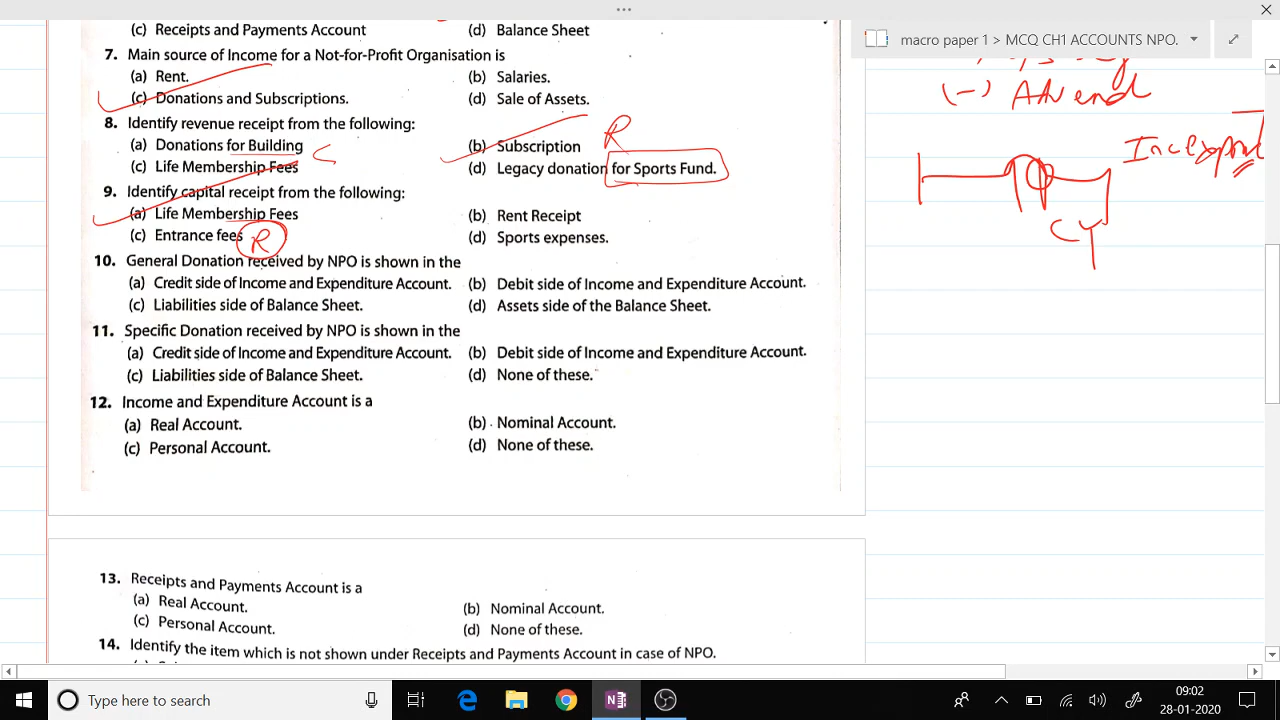 (c) Receipts and Payments Account (d) Balance Sheet
macro paper 1 > MCQ CH1 ACCOUNTS NPO.
7. Main source of Income for a Not-for-Profit Organisation is
(a) Rent. (b) Salaries.
(c) Donations and Subscriptions. (d) Sale of Assets.
(-) Adv end
8. Identify revenue receipt from the following:
R
(a) Donations for Building (b) Subscription
C
(c) Life Membership Fees (d) Legacy donation for Sports Fund.
9. Identify capital receipt from the following:
(a) Life Membership Fees (b) Rent Receipt
(c) Entrance fees R (d) Sports expenses.
CY
10. General Donation received by NPO is shown in the
(a) Credit side of Income and Expenditure Account. (b) Debit side of Income and Expenditure Account.
(c) Liabilities side of Balance Sheet. (d) Assets side of the Balance Sheet.
11. Specific Donation received by NPO is shown in the
(a) Credit side of Income and Expenditure Account. (b) Debit side of Income and Expenditure Account.
(c) Liabilities side of Balance Sheet. (d) None of these.
12. Income and Expenditure Account is a
(a) Real Account. (b) Nominal Account.
(c) Personal Account. (d) None of these.
13. Receipts and Payments Account is a
(a) Real Account. (b) Nominal Account.
(c) Personal Account. (d) None of these.
14. Identify the item which is not shown under Receipts and Payments Account in case of NPO.
Type here to search
09:02
28-01-2020